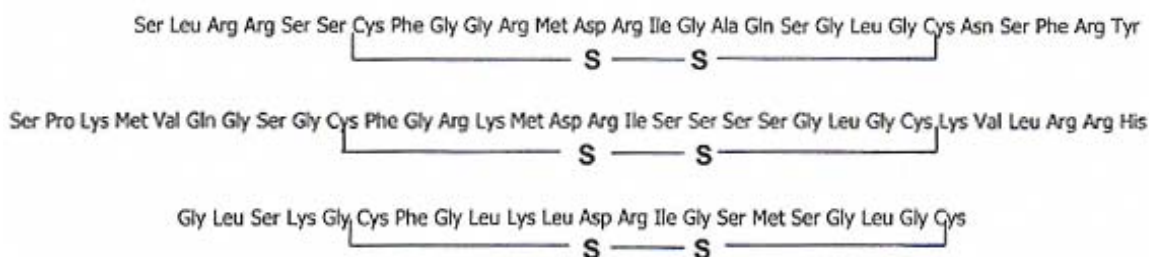 Ser Leu Arg Arg Ser Ser Cys Phe Gly Gly Arg Met Asp Arg Ile Gly Ala Gln Ser Gly Leu Gly Cys Asn Ser Phe Arg Tyr
S S
Ser Pro Lys Met Val Gln Gly Ser Gly Cys Phe Gly Arg Lys Met Asp Arg Ile Ser Ser Ser Ser Gly Leu Gly Cys Lys Val Leu Arg Arg His
S S
Gly Leu Ser Lys Gly Cys Phe Gly Leu Lys Leu Asp Arg Ile Gly Ser Met Ser Gly Leu Gly Cys
S S